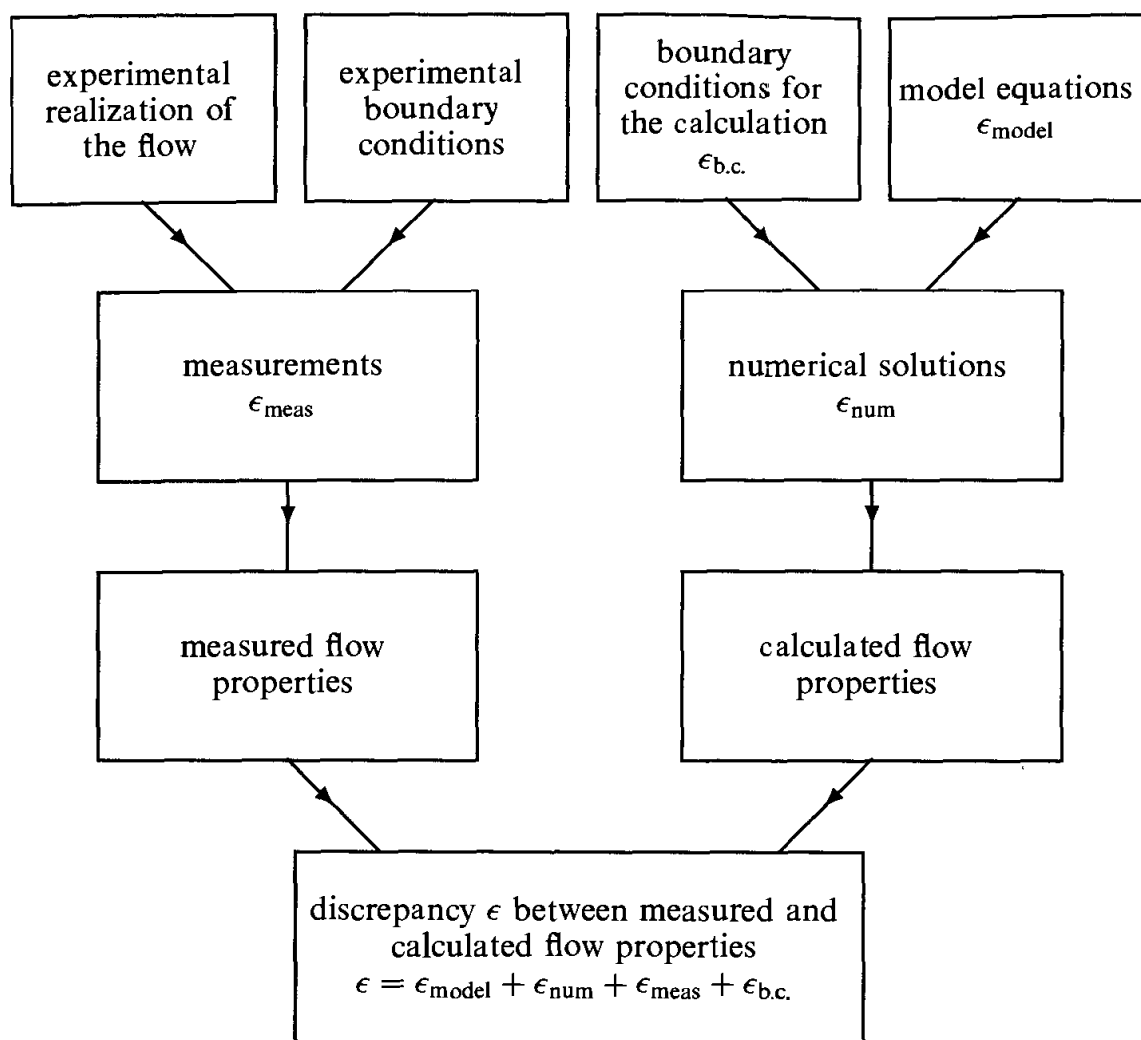 experimental
realization of
the flow
experimental
boundary
conditions
boundary
conditions for
the calculation
ϵb.c.
model equations
ϵmodel
measurements
ϵmeas
numerical solutions
ϵnum
measured flow
properties
calculated flow
properties
discrepancy ϵ between measured and
calculated flow properties
ϵ = ϵmodel + ϵnum + ϵmeas + ϵb.c.